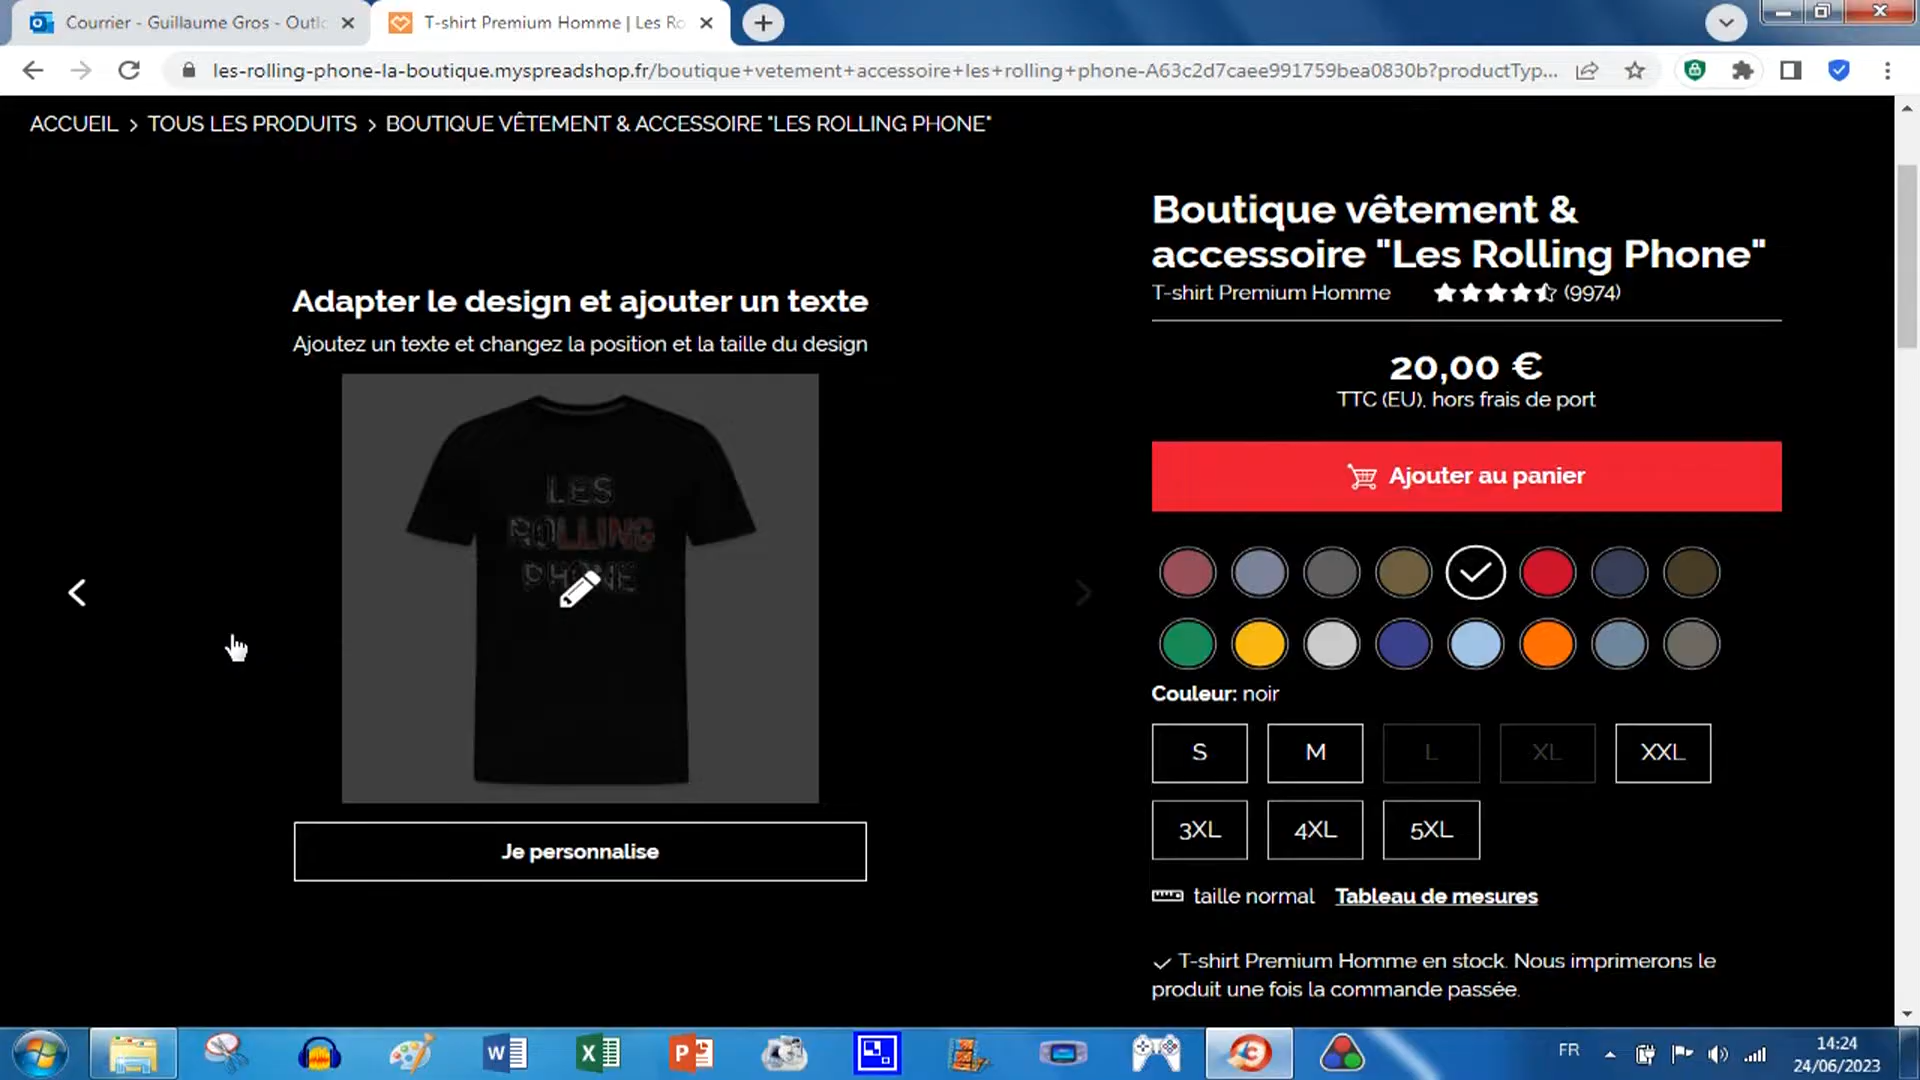 Courrier - Guillaume Gros - Outl
T-shirt Premium Homme | Les Ro
les-rolling-phone-la-boutique.myspreadshop.fr/boutique+vetement+accessoire+les+rolling+phone-A63c2d7caee991759bea0830b?productTyp...
ACCUEIL > TOUS LES PRODUITS > BOUTIQUE VÊTEMENT & ACCESSOIRE "LES ROLLING PHONE"
Adapter le design et ajouter un texte
Ajoutez un texte et changez la position et la taille du design
LES
ROLLING
PHONE
Je personnalise
Boutique vêtement &
accessoire "Les Rolling Phone"
T-shirt Premium Homme (9974)
20,00 €
TTC (EU), hors frais de port
Ajouter au panier
Couleur: noir
S M L XL XXL
3XL 4XL 5XL
taille normal Tableau de mesures
T-shirt Premium Homme en stock. Nous imprimerons le
produit une fois la commande passée.
FR
14:24
24/06/2023